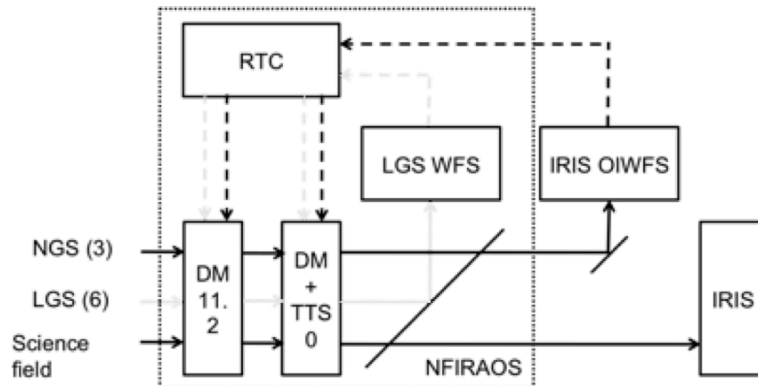 RTC
LGS WFS
IRIS OIWFS
NGS (3)
LGS (6)
Science
field
DM
11.
2
DM
+
TTS
0
IRIS
NFIRAOS